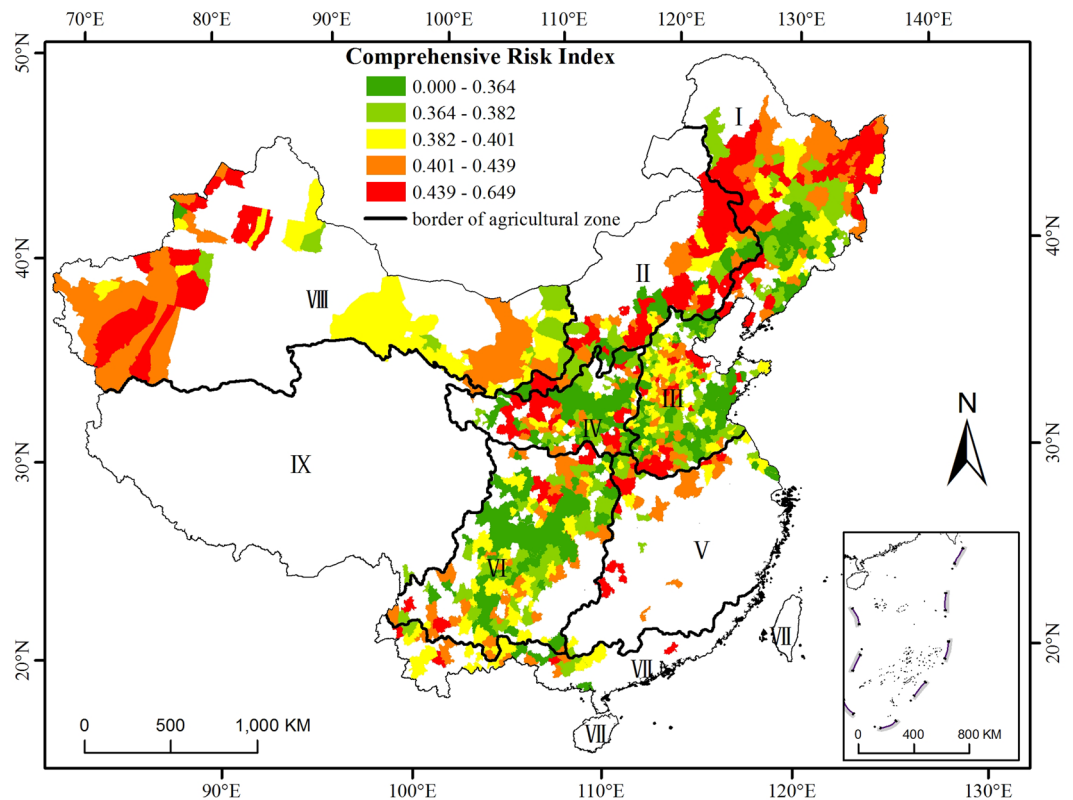 70°E 80°E 90°E 100°E 110°E 120°E 130°E 140°E
50°N
Comprehensive Risk Index
0.000 - 0.364
0.364 - 0.382
0.382 - 0.401
0.401 - 0.439
0.439 - 0.649
border of agricultural zone
I
40°N
40°N
II
VIII
III
IV
N
30°N
30°N
IX
V
VI
VII
20°N
20°N
VII
VII
0 500 1,000 KM
0 400 800 KM
90°E 100°E 110°E 120°E 130°E